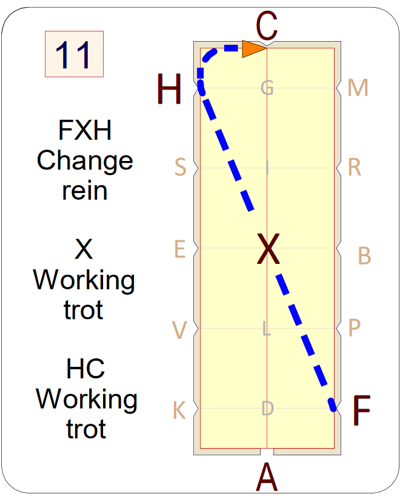 11
FXH
Change
rein
X
Working
trot
HC
Working
trot
C
H G M
S I R
E X B
V L P
K D F
A